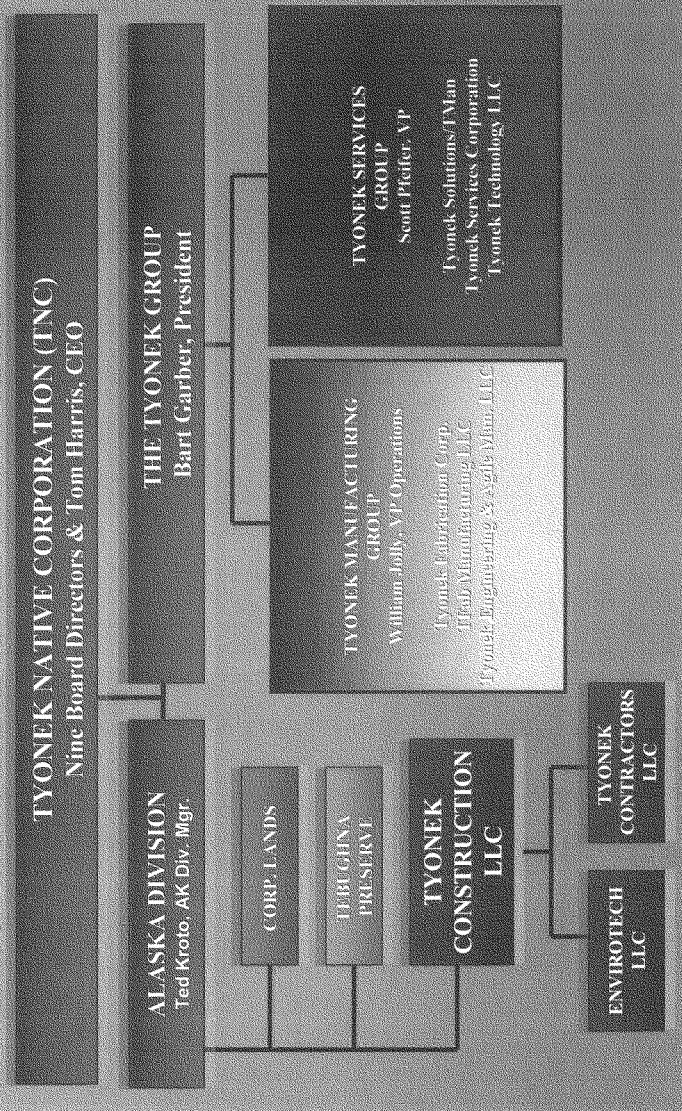 TYONEK NATIVE CORPORATION (TNC)
Nine Board Directors & Tom Harris, CEO
ALASKA DIVISION
Ted Kroto, AK Div. Mgr.
THE TYONEK GROUP
Bart Garber, President
CORP. LANDS
TEBUGHNA
PRESERVE
TYONEK
CONSTRUCTION
LLC
ENVIROTECH
LLC
TYONEK
CONTRACTORS
LLC
TYONEK MANUFACTURING
GROUP
William Jolly, VP Operations
Tyonek Fabrication Corp.
Manufacturing LLC
Tyonek Engineering & Agile Man. LLC
TYONEK SERVICES
GROUP
Scott Pfeifer, VP
Tyonek Solutions/TMan
Tyonek Services Corporation
Tyonek Technology LLC